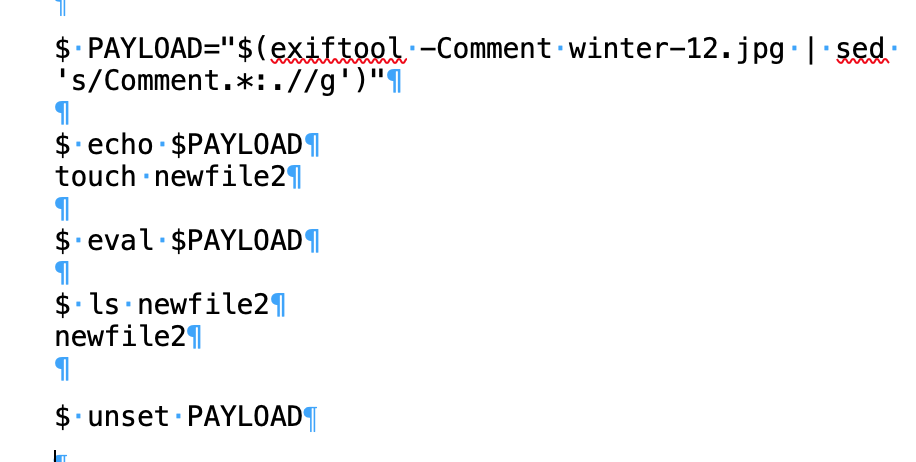 $ PAYLOAD="$(exiftool -Comment winter-12.jpg | sed
's/Comment.*:.//g')"¶
¶
$ echo $PAYLOAD¶
touch newfile2¶
¶
$ eval $PAYLOAD¶
¶
$ ls newfile2¶
newfile2¶
¶
$ unset PAYLOAD¶
¶